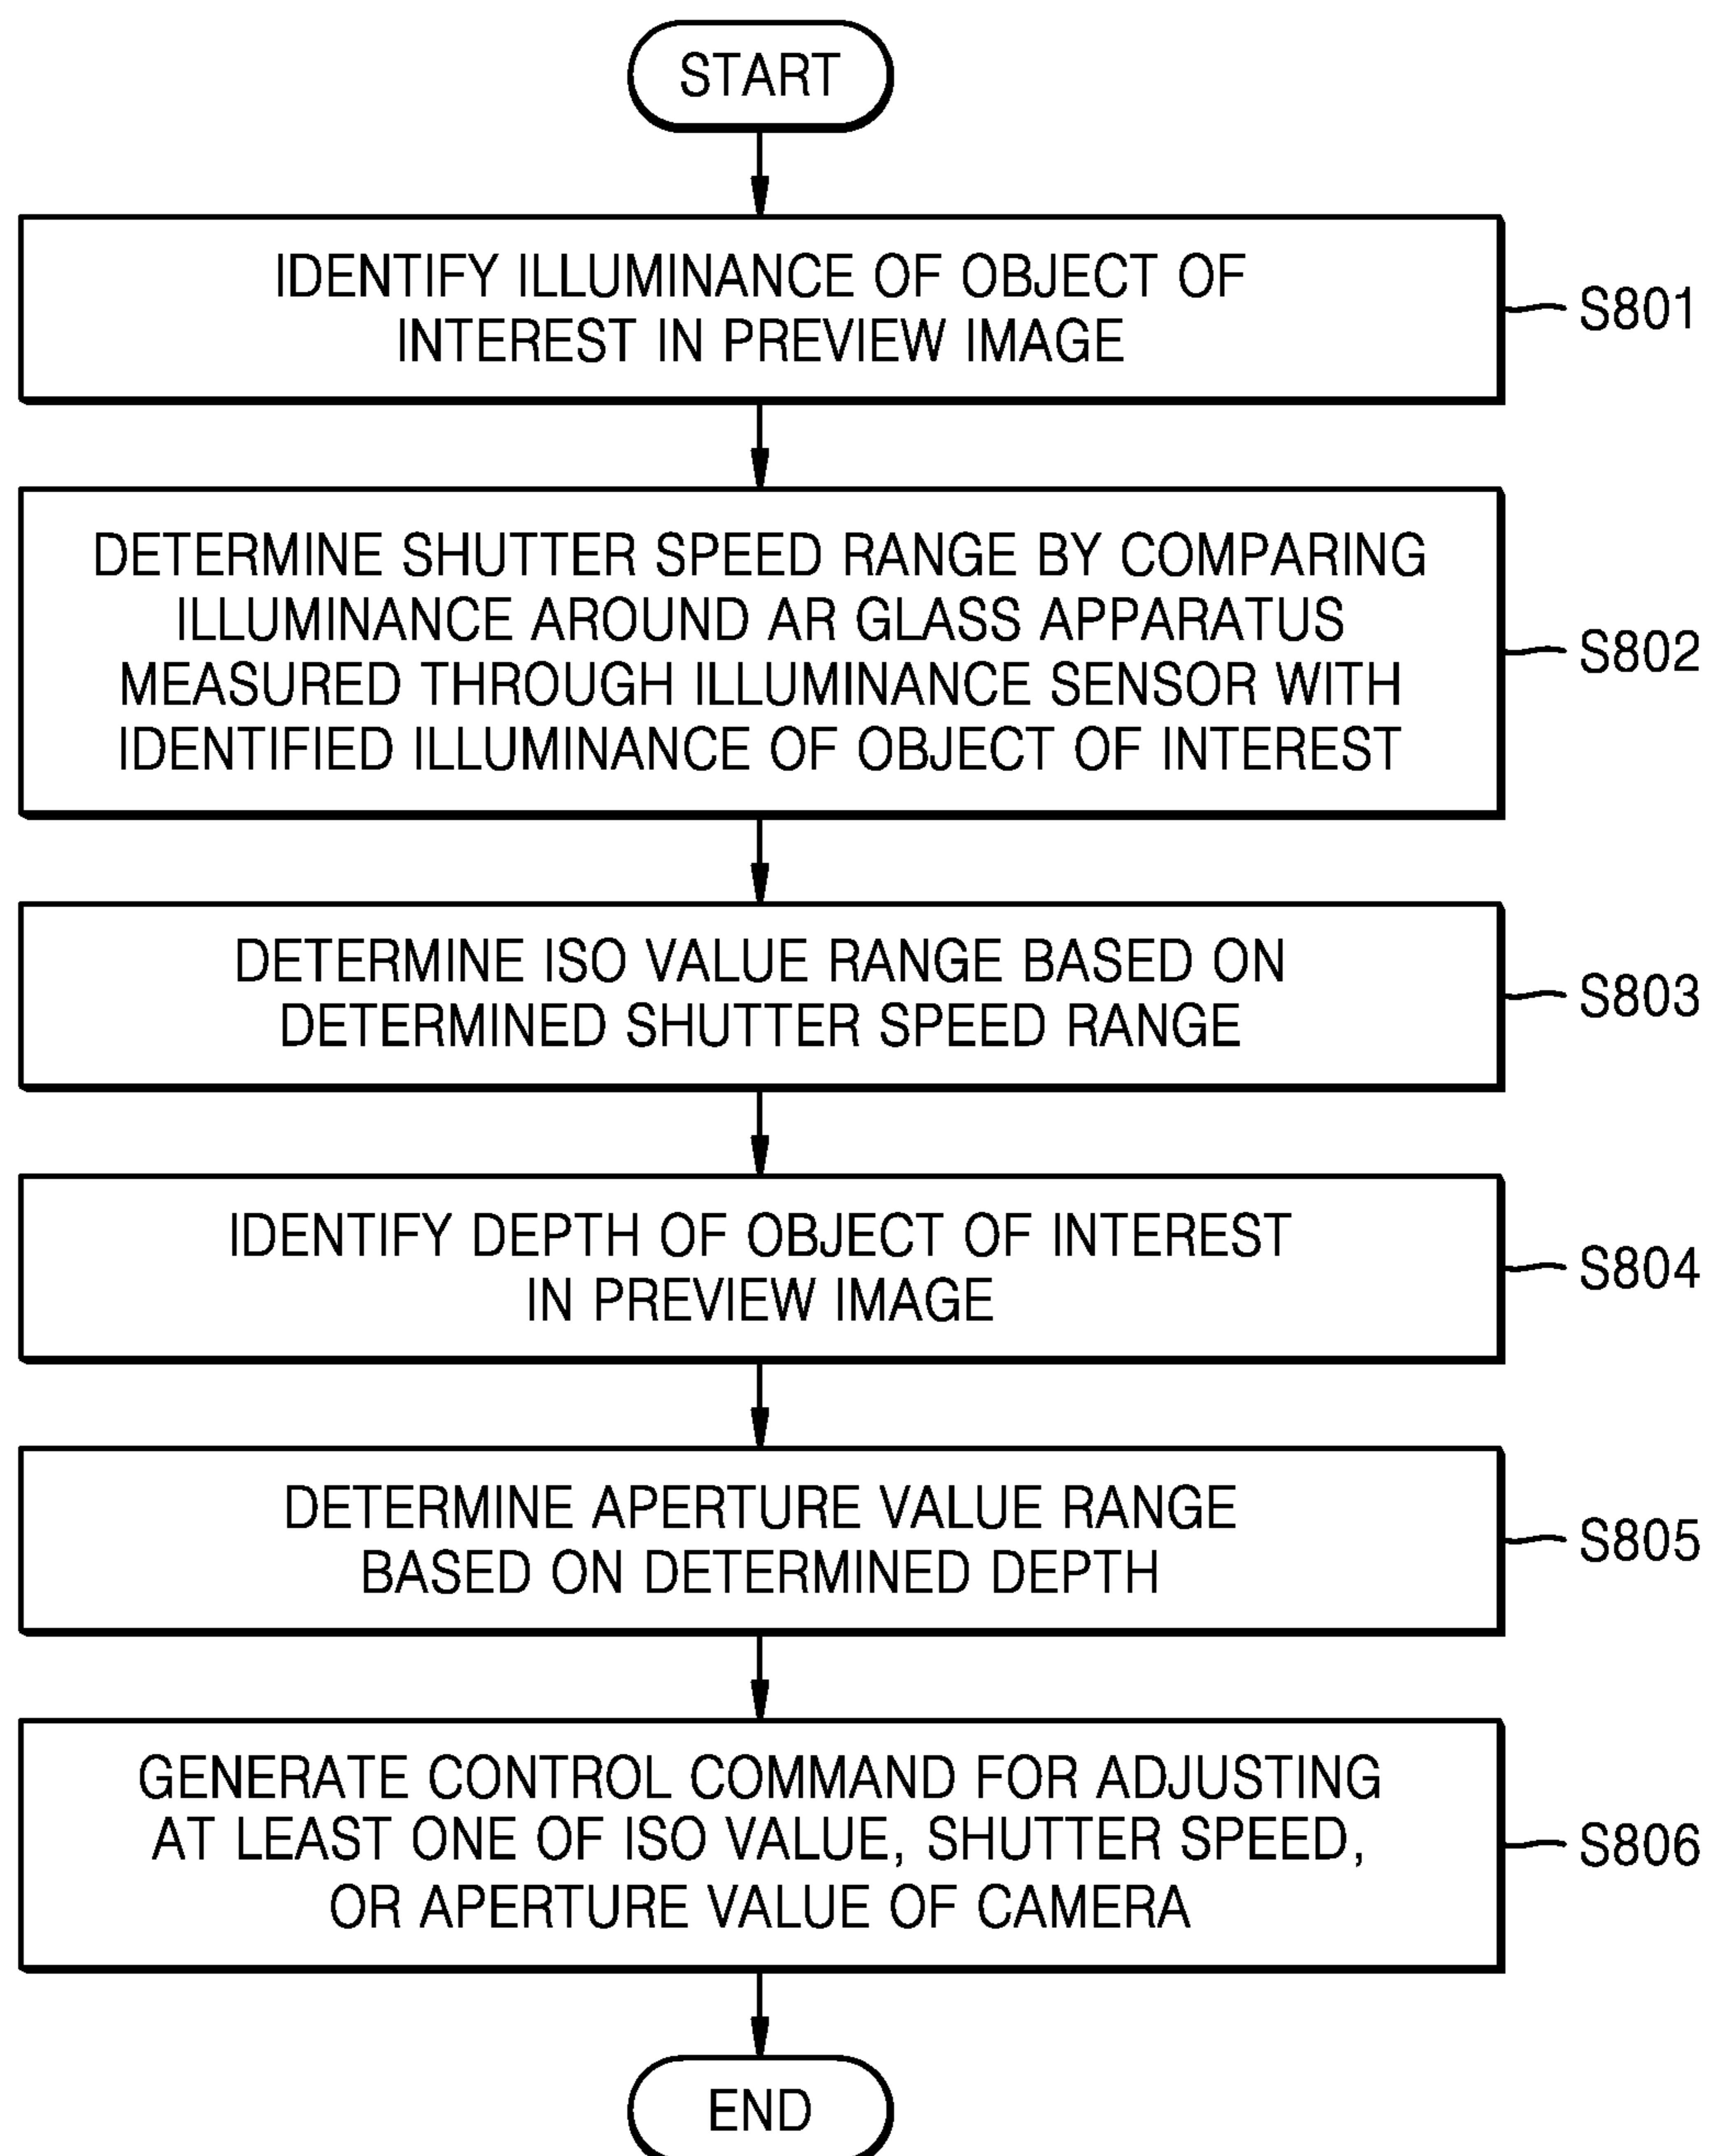 START
IDENTIFY ILLUMINANCE OF OBJECT OF
INTEREST IN PREVIEW IMAGE
S801
DETERMINE SHUTTER SPEED RANGE BY COMPARING
ILLUMINANCE AROUND AR GLASS APPARATUS
MEASURED THROUGH ILLUMINANCE SENSOR WITH
IDENTIFIED ILLUMINANCE OF OBJECT OF INTEREST
S802
DETERMINE ISO VALUE RANGE BASED ON
DETERMINED SHUTTER SPEED RANGE
S803
IDENTIFY DEPTH OF OBJECT OF INTEREST
IN PREVIEW IMAGE
S804
DETERMINE APERTURE VALUE RANGE
BASED ON DETERMINED DEPTH
S805
GENERATE CONTROL COMMAND FOR ADJUSTING
AT LEAST ONE OF ISO VALUE, SHUTTER SPEED,
OR APERTURE VALUE OF CAMERA
S806
END